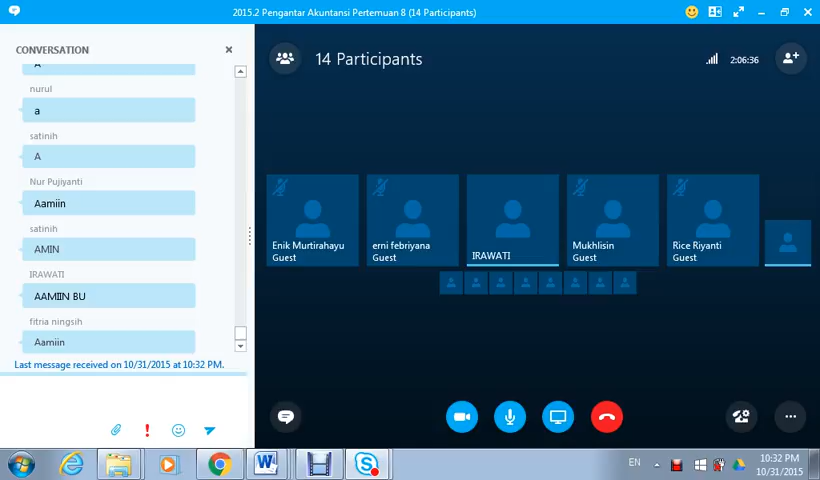 2015.2 Pengantar Akuntansi Pertemuan 8 (14 Participants)
CONVERSATION
A
nurul
a
satinih
A
Nur Pujiyanti
Aamiin
satinih
AMIN
IRAWATI
AAMIIN BU
fitria ningsih
Aamiin
Last message received on 10/31/2015 at 10:32 PM.
14 Participants
2:06:36
Enik Murtirahayu
Guest
erni febriyana
Guest
IRAWATI
Mukhlisin
Guest
Rice Riyanti
Guest
EN
10:32 PM
10/31/2015